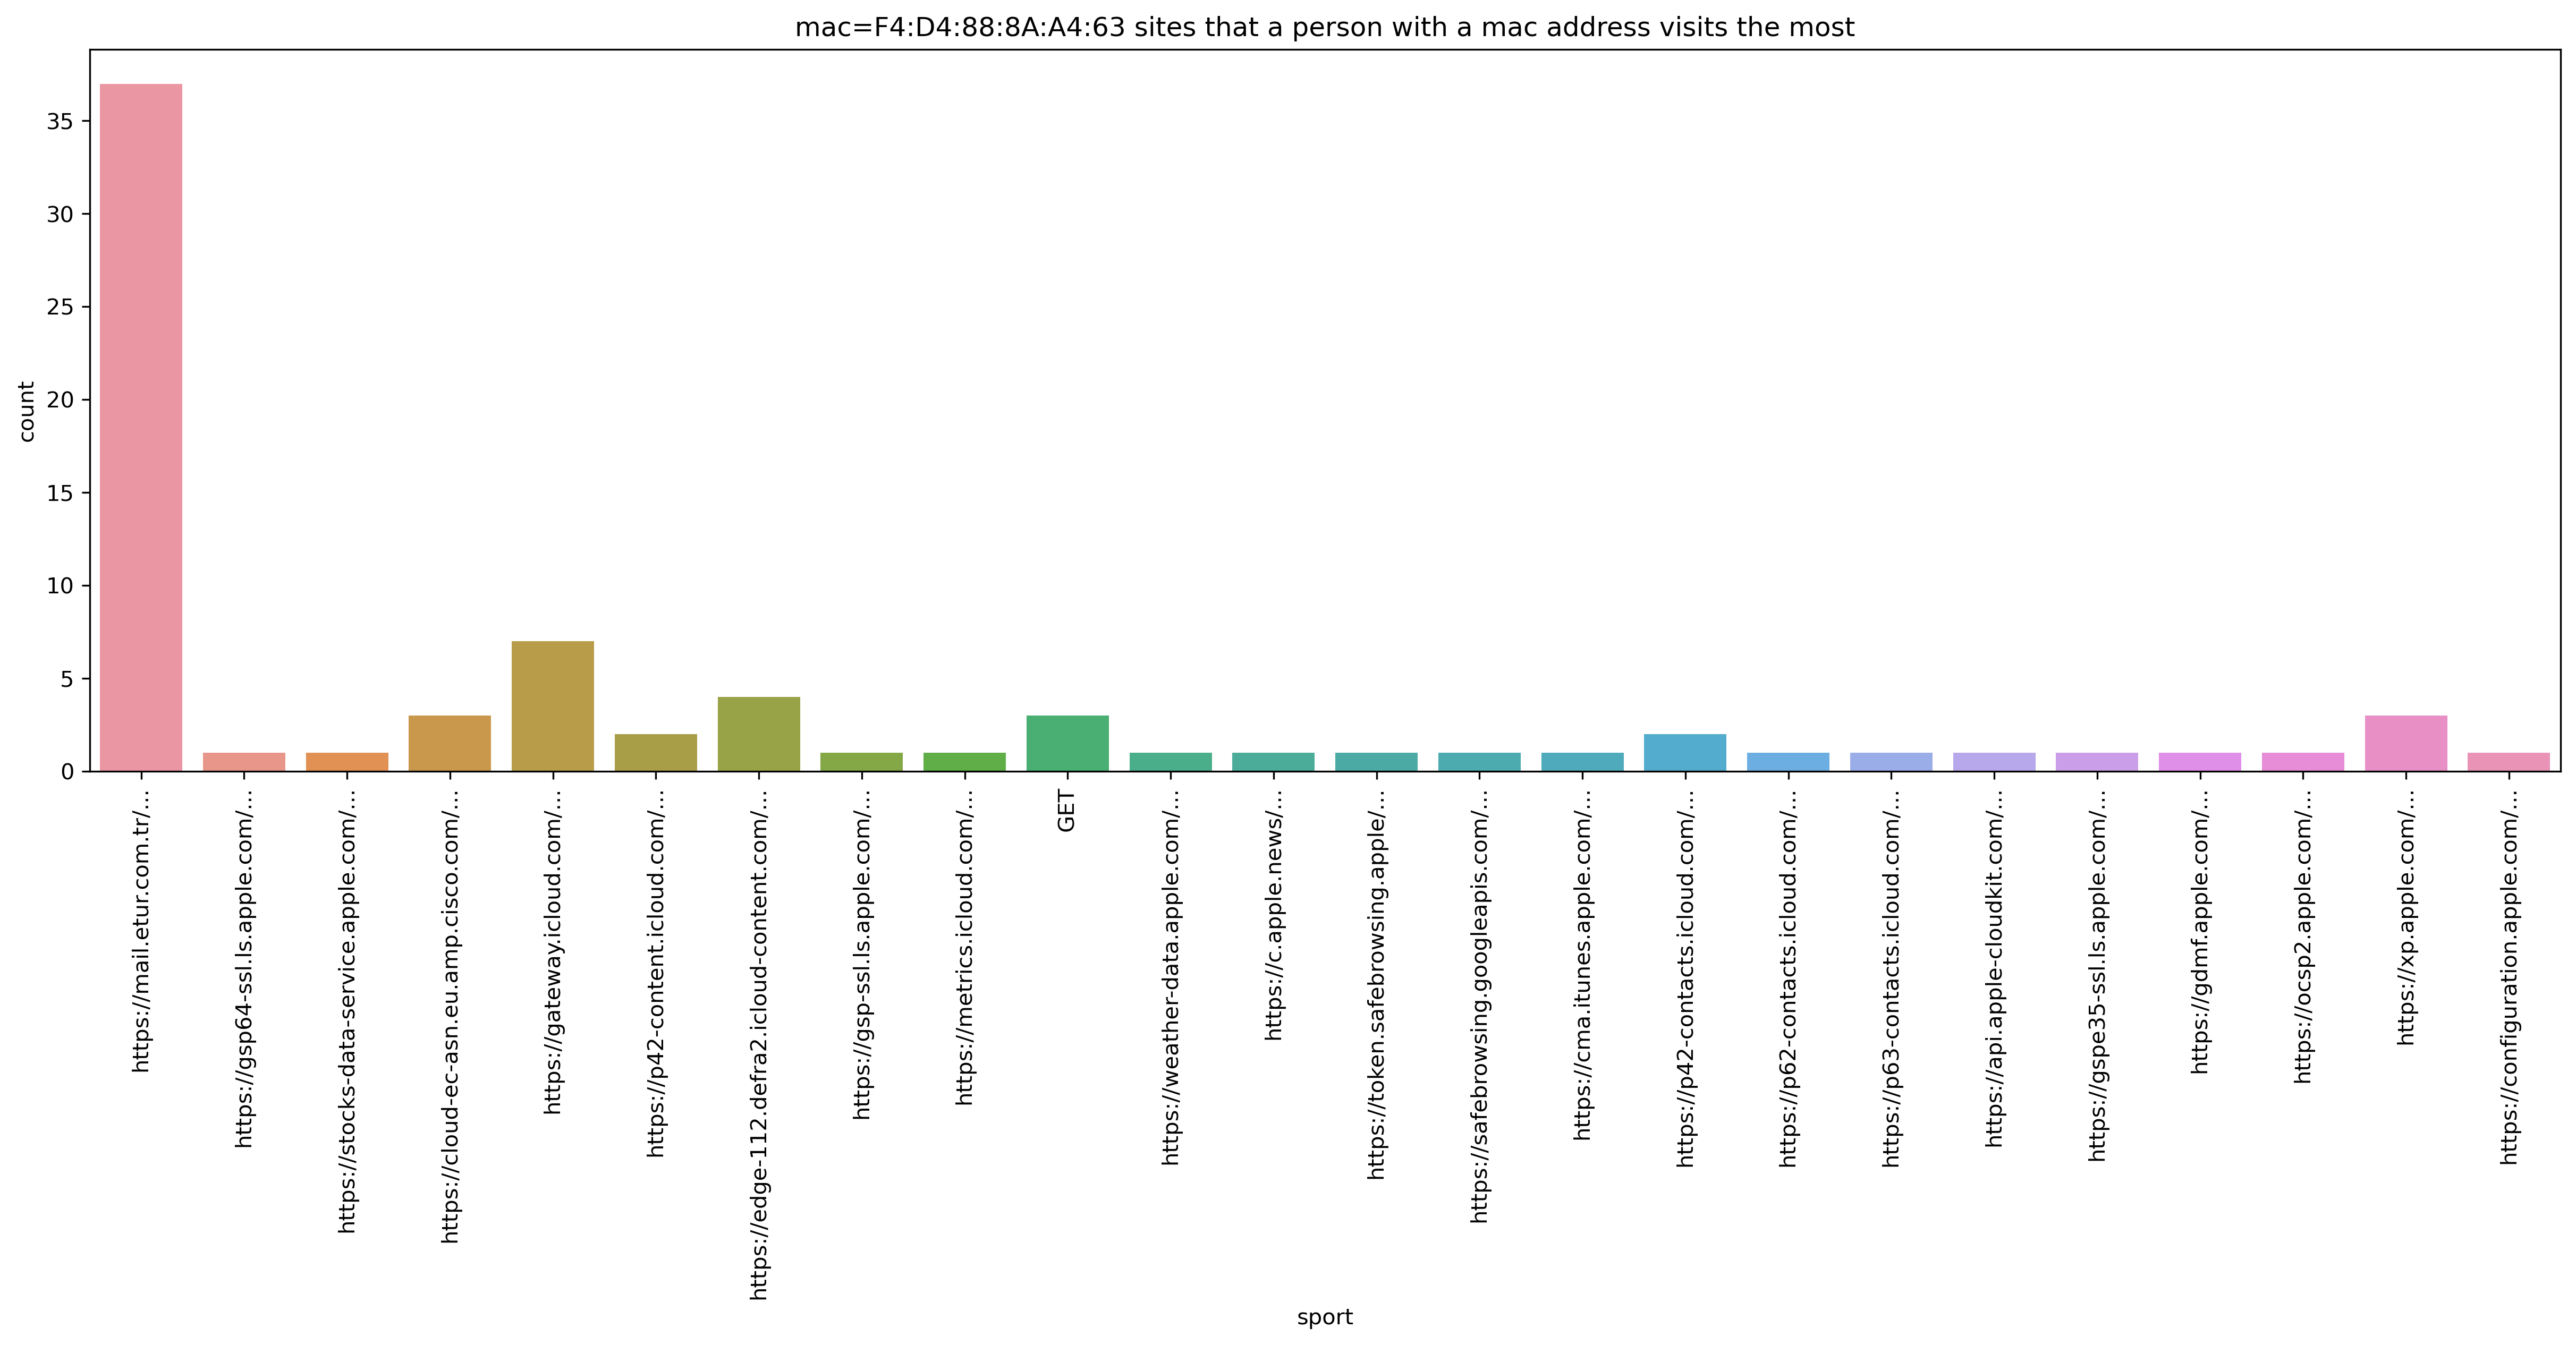 mac=F4:D4:88:8A:A4:63 sites that a person with a mac address visits the most
count
35
30
25
20
15
10
5
0
https://mail.etur.com.tr/...
https://gsp64-ssl.ls.apple.com/...
https://stocks-data-service.apple.com/...
https://cloud-ec-asn.eu.amp.cisco.com/...
https://gateway.icloud.com/...
https://p42-content.icloud.com/...
https://edge-112.defra2.icloud-content.com/...
https://gsp-ssl.ls.apple.com/...
https://metrics.icloud.com/...
GET
https://weather-data.apple.com/...
https://c.apple.news/...
https://token.safebrowsing.apple/...
https://safebrowsing.googleapis.com/...
https://cma.itunes.apple.com/...
https://p42-contacts.icloud.com/...
https://p62-contacts.icloud.com/...
https://p63-contacts.icloud.com/...
https://api.apple-cloudkit.com/...
https://gspe35-ssl.ls.apple.com/...
https://gdmf.apple.com/...
https://ocsp2.apple.com/...
https://xp.apple.com/...
https://configuration.apple.com/...
sport